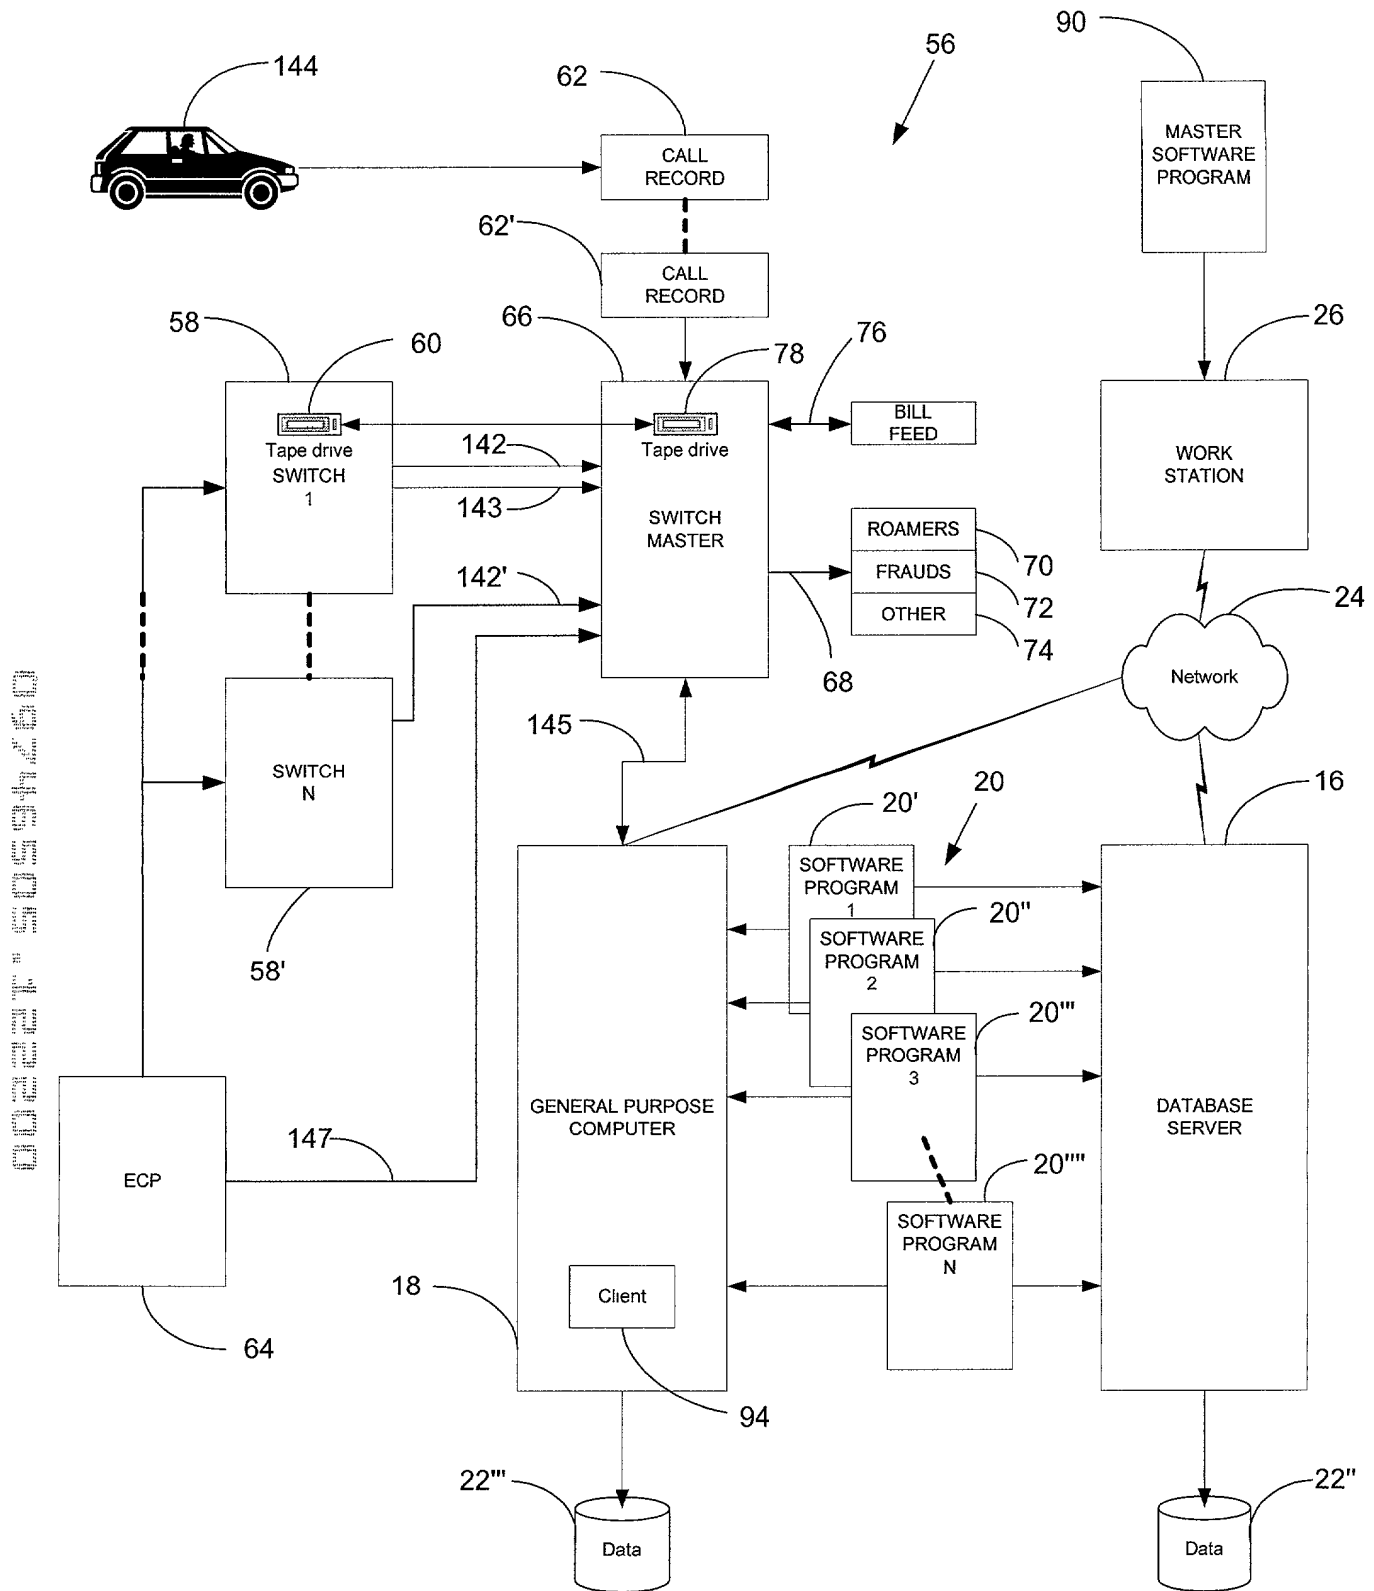 144
62
56
90
CALL
RECORD
MASTER
SOFTWARE
PROGRAM
62'
CALL
RECORD
58
60
66
78
76
26
Tape drive
SWITCH
1
142
143
Tape drive
SWITCH
MASTER
BILL
FEED
WORK
STATION
ROAMERS
70
FRAUDS
72
OTHER
74
68
142'
24
Network
SWITCH
N
58'
145
20'
20
16
SOFTWARE
PROGRAM
1
20''
SOFTWARE
PROGRAM
2
20'''
SOFTWARE
PROGRAM
3
GENERAL PURPOSE
COMPUTER
DATABASE
SERVER
ECP
147
64
20''''
SOFTWARE
PROGRAM
N
18
Client
94
22'''
Data
22''
Data